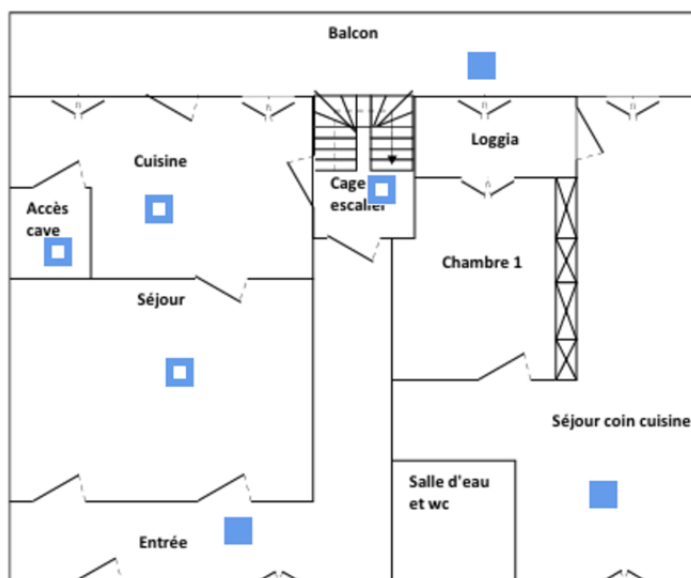 Balcon
Loggia
Cuisine
Cage
escalier
Accès
cave
Chambre 1
Séjour
Séjour coin cuisine
Salle d'eau
et wc
Entrée